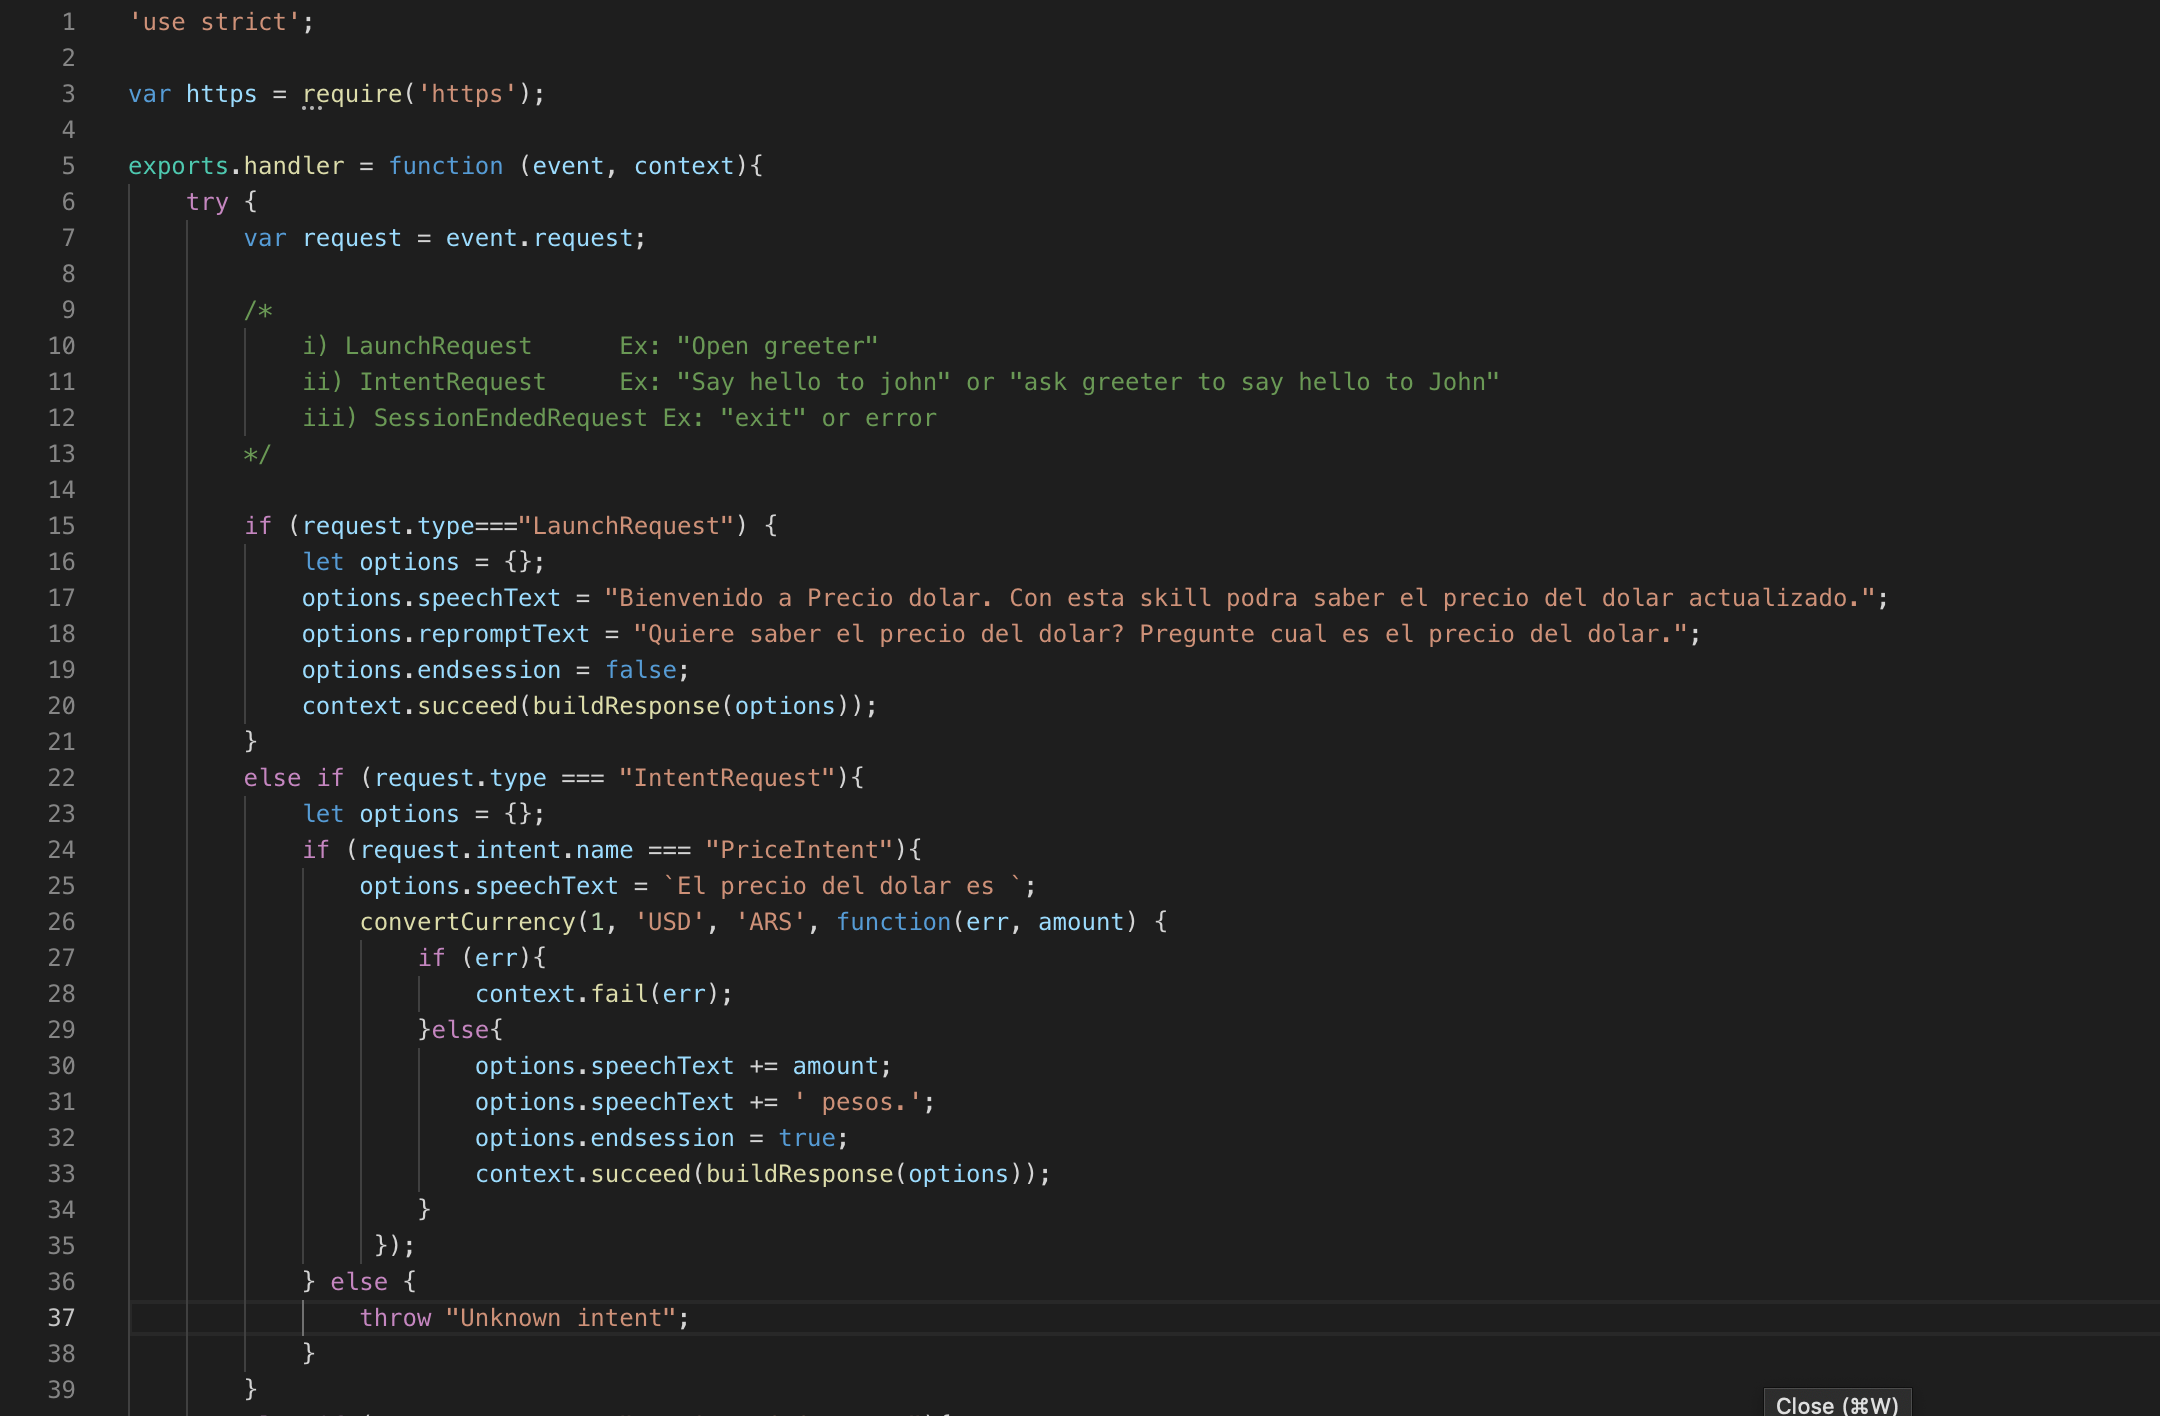 1 'use strict';
2
3 var https = require('https');
4
5 exports.handler = function (event, context){
6 try {
7 var request = event.request;
8
9 /*
10 i) LaunchRequest      Ex: "Open greeter"
11 ii) IntentRequest     Ex: "Say hello to john" or "ask greeter to say hello to John"
12 iii) SessionEndedRequest Ex: "exit" or error
13 */
14
15 if (request.type==="LaunchRequest") {
16 let options = {};
17 options.speechText = "Bienvenido a Precio dolar. Con esta skill podra saber el precio del dolar actualizado.";
18 options.repromptText = "Quiere saber el precio del dolar? Pregunte cual es el precio del dolar.";
19 options.endsession = false;
20 context.succeed(buildResponse(options));
21 }
22 else if (request.type === "IntentRequest"){
23 let options = {};
24 if (request.intent.name === "PriceIntent"){
25 options.speechText = `El precio del dolar es `;
26 convertCurrency(1, 'USD', 'ARS', function(err, amount) {
27 if (err){
28 context.fail(err);
29 }else{
30 options.speechText += amount;
31 options.speechText += ' pesos.';
32 options.endsession = true;
33 context.succeed(buildResponse(options));
34 }
35 });
36 } else {
37 throw "Unknown intent";
38 }
39 }
Close (⌘W)